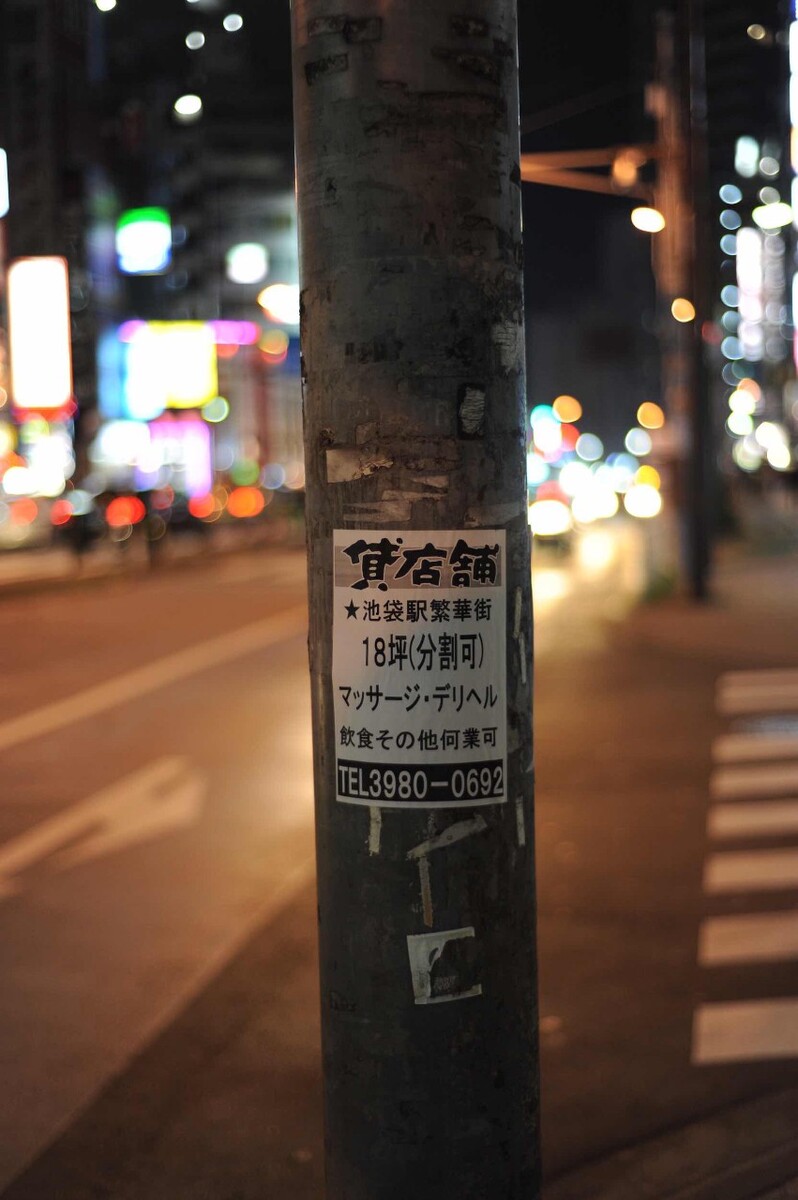 貸店舗
★池袋駅繁華街
18坪(分割可)
マッサージ・デリヘル
飲食その他何業可
TEL3980-0692